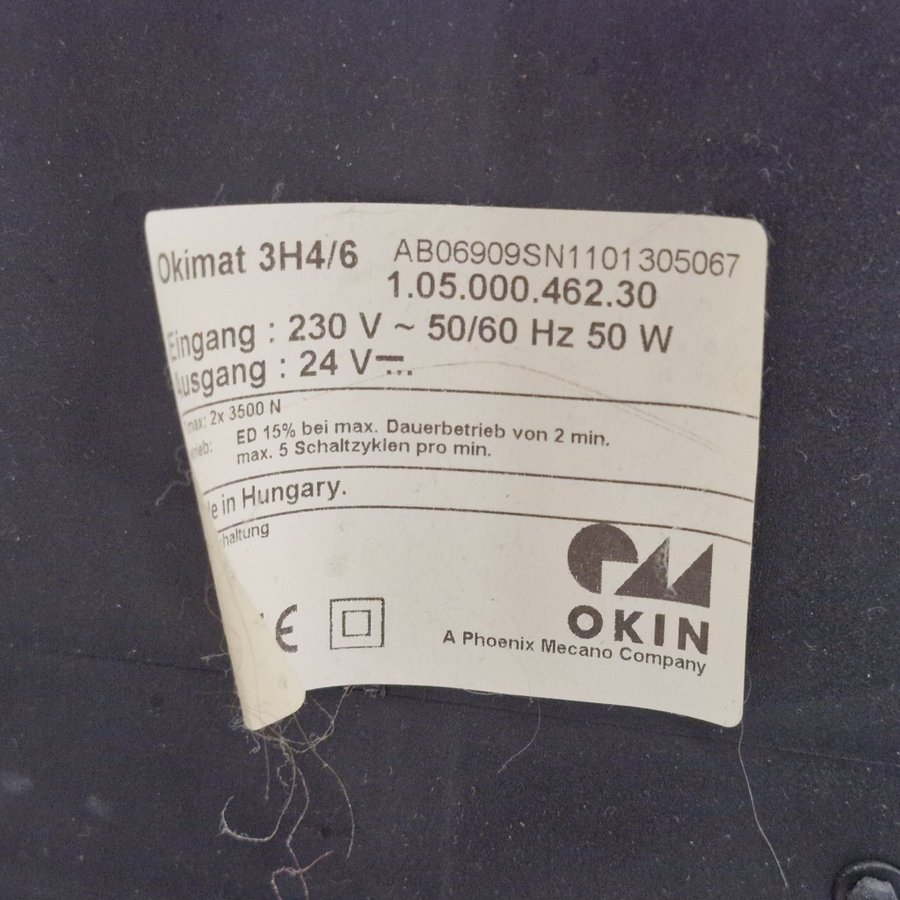 Okimat 3H4/6 AB06909SN1101305067
1.05.000.462.30
Eingang : 230 V ~ 50/60 Hz 50 W
Ausgang : 24 V
max: 2x 3500 N
ED 15% bei max. Dauerbetrieb von 2 min.
max. 5 Schaltzyklen pro min.
in Hungary.
OKIN
A Phoenix Mecano Company